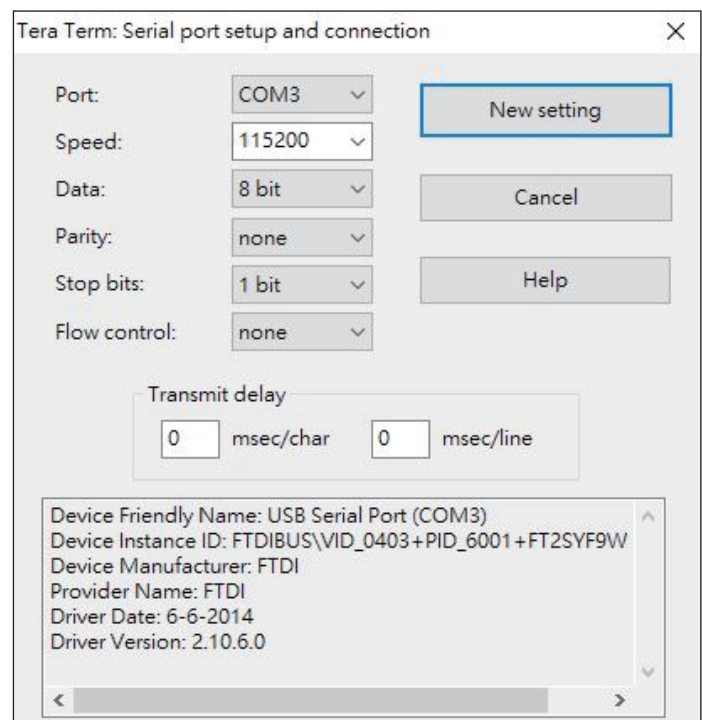 Tera Term: Serial port setup and connection
Port: COM3
New setting
Speed: 115200
Data: 8 bit
Cancel
Parity: none
Stop bits: 1 bit
Help
Flow control: none
Transmit delay
0 msec/char 0 msec/line
Device Friendly Name: USB Serial Port (COM3)
Device Instance ID: FTDIBUS\VID_0403+PID_6001+FT2SYF9W
Device Manufacturer: FTDI
Provider Name: FTDI
Driver Date: 6-6-2014
Driver Version: 2.10.6.0